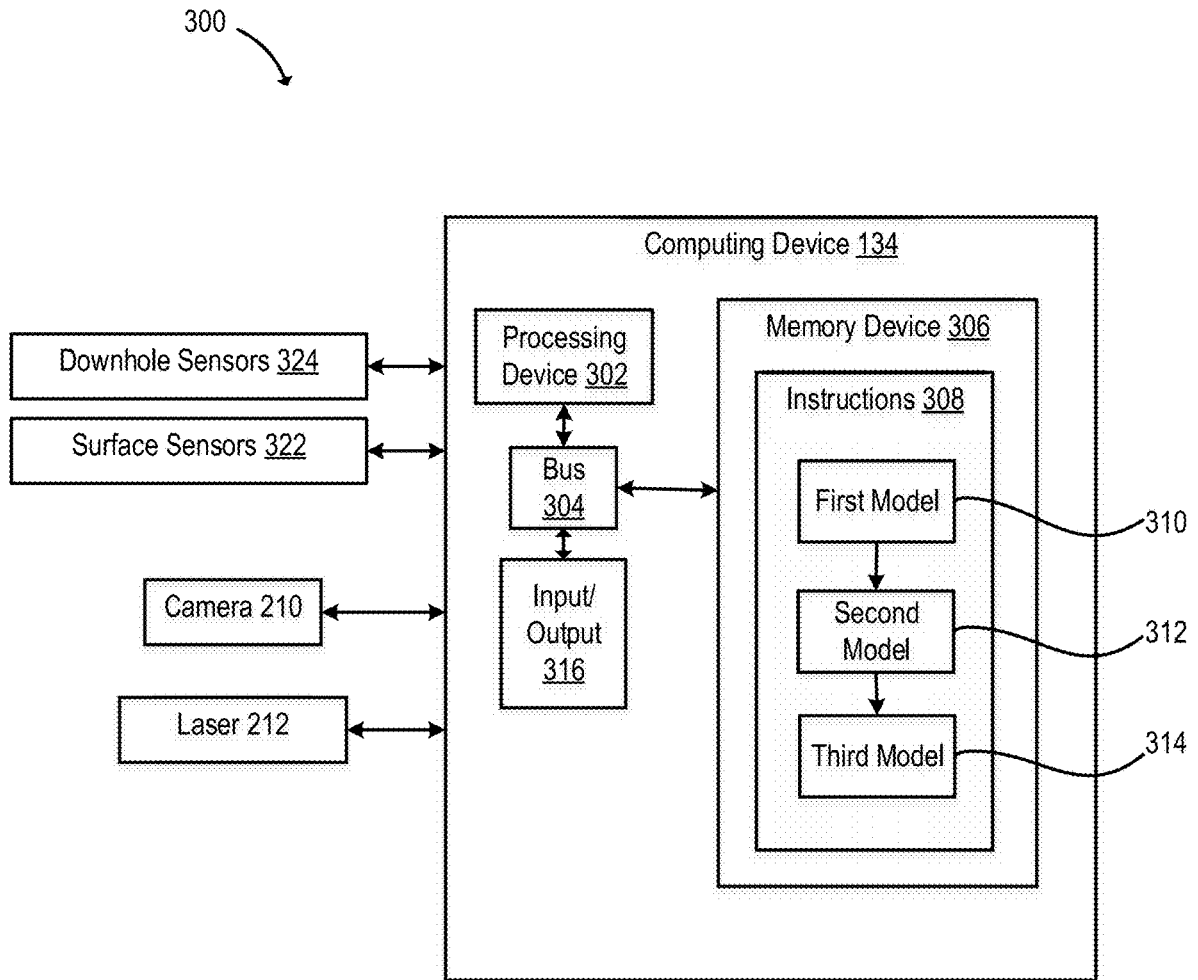 300
Computing Device 134
Downhole Sensors 324
Surface Sensors 322
Camera 210
Laser 212
Processing
Device 302
Bus
304
Input/
Output
316
Memory Device 306
Instructions 308
First Model
310
Second
Model
312
Third Model
314